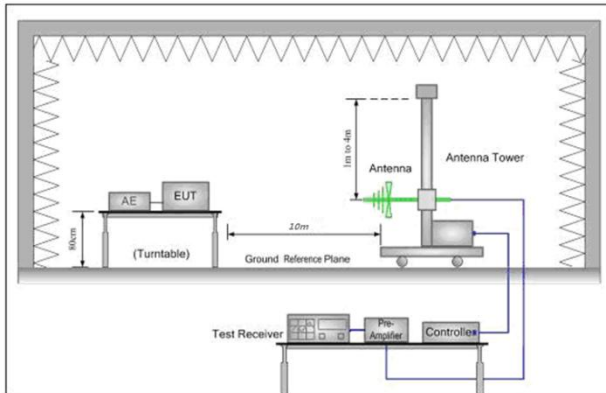 1m to 4m
Antenna
Antenna Tower
AE
EUT
80cm
(Turntable)
10m
Ground Reference Plane
Test Receiver
Pre-
Amplifier
Controller